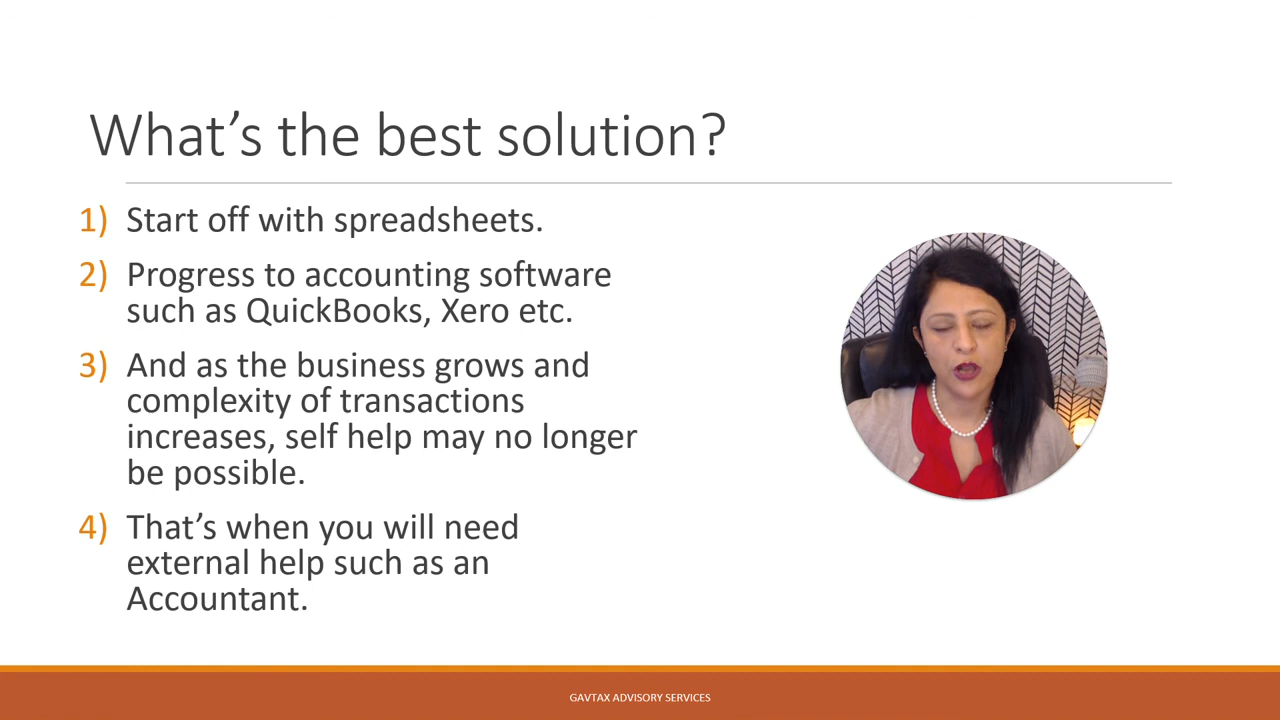 What’s the best solution?
1) Start off with spreadsheets.
2) Progress to accounting software
such as QuickBooks, Xero etc.
3) And as the business grows and
complexity of transactions
increases, self help may no longer
be possible.
4) That’s when you will need
external help such as an
Accountant.
GAVTAX ADVISORY SERVICES